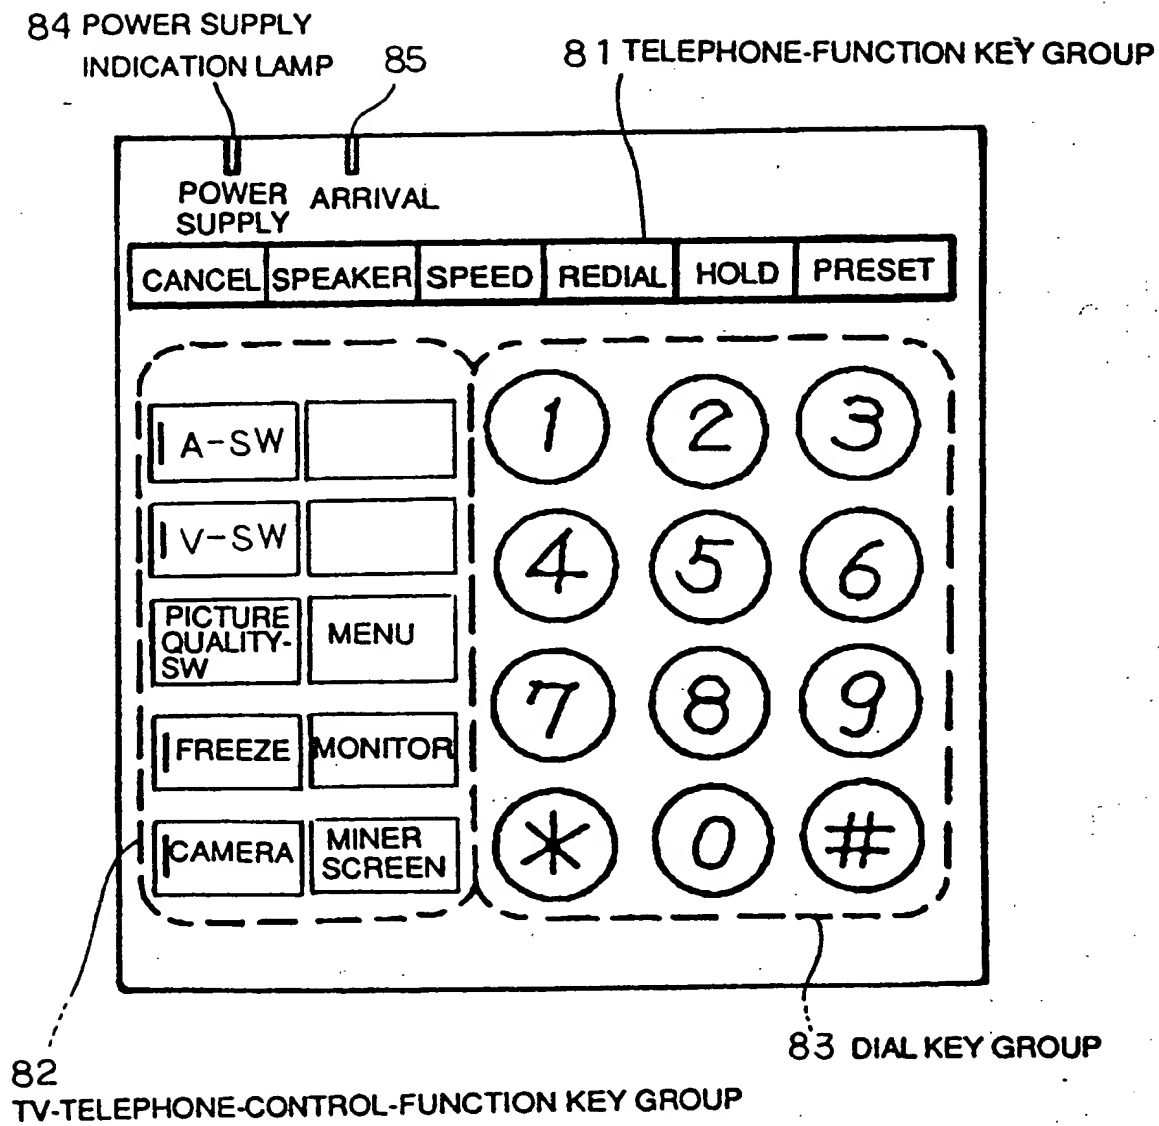 84 POWER SUPPLY
INDICATION LAMP
85
81 TELEPHONE-FUNCTION KEY GROUP
POWER
SUPPLY
ARRIVAL
CANCEL SPEAKER SPEED REDIAL HOLD PRESET
A-SW
V-SW
PICTURE
QUALITY-
SW
MENU
FREEZE
MONITOR
CAMERA
MINER
SCREEN
1 2 3
4 5 6
7 8 9
* 0 #
83 DIAL KEY GROUP
82
TV-TELEPHONE-CONTROL-FUNCTION KEY GROUP